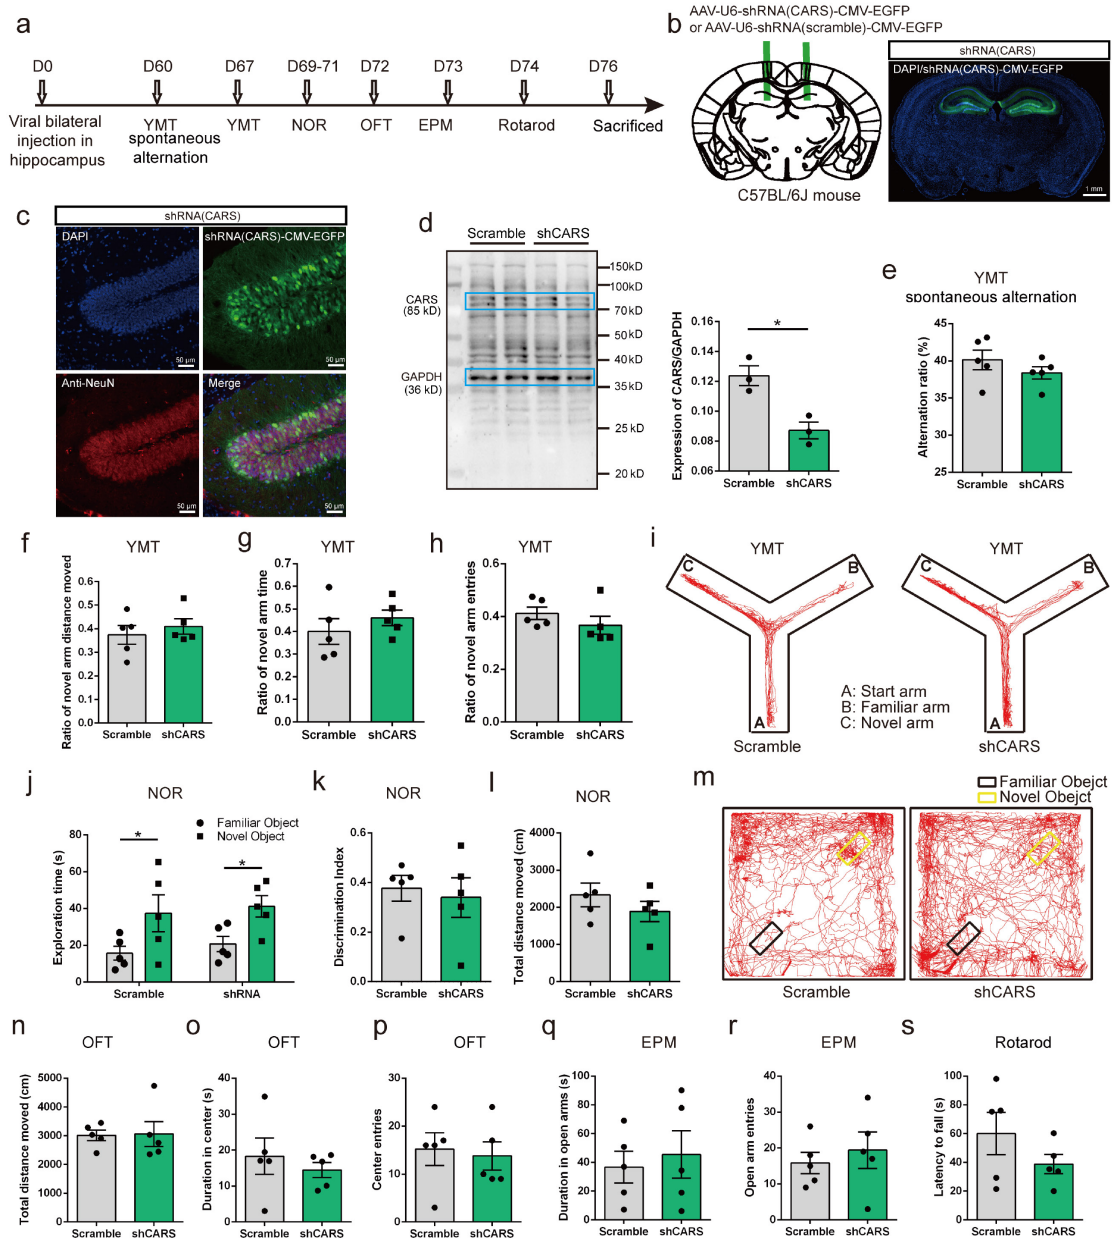 a
D0
D60
D67
D69-71
D72
D73
D74
D76
Viral bilateral
injection in
hippocampus
YMT
spontaneous
alternation
YMT
NOR
OFT
EPM
Rotarod
Sacrificed
b
AAV-U6-shRNA(CARS)-CMV-EGFP
or AAV-U6-shRNA(scramble)-CMV-EGFP
C57BL/6J mouse
shRNA(CARS)
DAPI/shRNA(CARS)-CMV-EGFP
1 mm
c
shRNA(CARS)
DAPI
50 μm
shRNA(CARS)-CMV-EGFP
50 μm
Anti-NeuN
50 μm
Merge
50 μm
d
Scramble
shCARS
CARS
(85 kD)
GAPDH
(36 kD)
150kD
100kD
70kD
50 kD
40 kD
35kD
25 kD
20 kD
Expression of CARS/GAPDH
0.16
0.14
0.12
0.10
0.08
0.06
*
Scramble
shCARS
e
YMT
spontaneous alternation
Alternation ratio (%)
45
40
35
30
25
Scramble
shCARS
f
YMT
Ratio of novel arm distance moved
0.6
0.5
0.4
0.3
0.2
0.1
0.0
Scramble
shCARS
g
YMT
Ratio of novel arm time
0.7
0.6
0.5
0.4
0.3
0.2
0.1
0.0
Scramble
shCARS
h
YMT
Ratio of novel arm entries
0.6
0.4
0.2
0.0
Scramble
shCARS
i
YMT
C
B
A
Scramble
A: Start arm
B: Familiar arm
C: Novel arm
YMT
C
B
A
shCARS
j
NOR
Familiar Object
Novel Object
Exploration time (s)
80
60
40
20
0
*
*
Scramble
shRNA
k
NOR
Discrimination Index
0.6
0.4
0.2
0.0
Scramble
shCARS
l
NOR
Total distance moved (cm)
4000
3000
2000
1000
0
Scramble
shCARS
m
Familiar Obejct
Novel Obejct
Scramble
shCARS
n
OFT
Total distance moved (cm)
5000
4000
3000
2000
1000
0
Scramble
shCARS
o
OFT
Duration in center (s)
40
30
20
10
0
Scramble
shCARS
p
OFT
Center entries
30
20
10
0
Scramble
shCARS
q
EPM
Duration in open arms (s)
100
80
60
40
20
0
Scramble
shCARS
r
EPM
Open arm entries
40
30
20
10
0
Scramble
shCARS
s
Rotarod
Latency to fall (s)
100
80
60
40
20
0
Scramble
shCARS